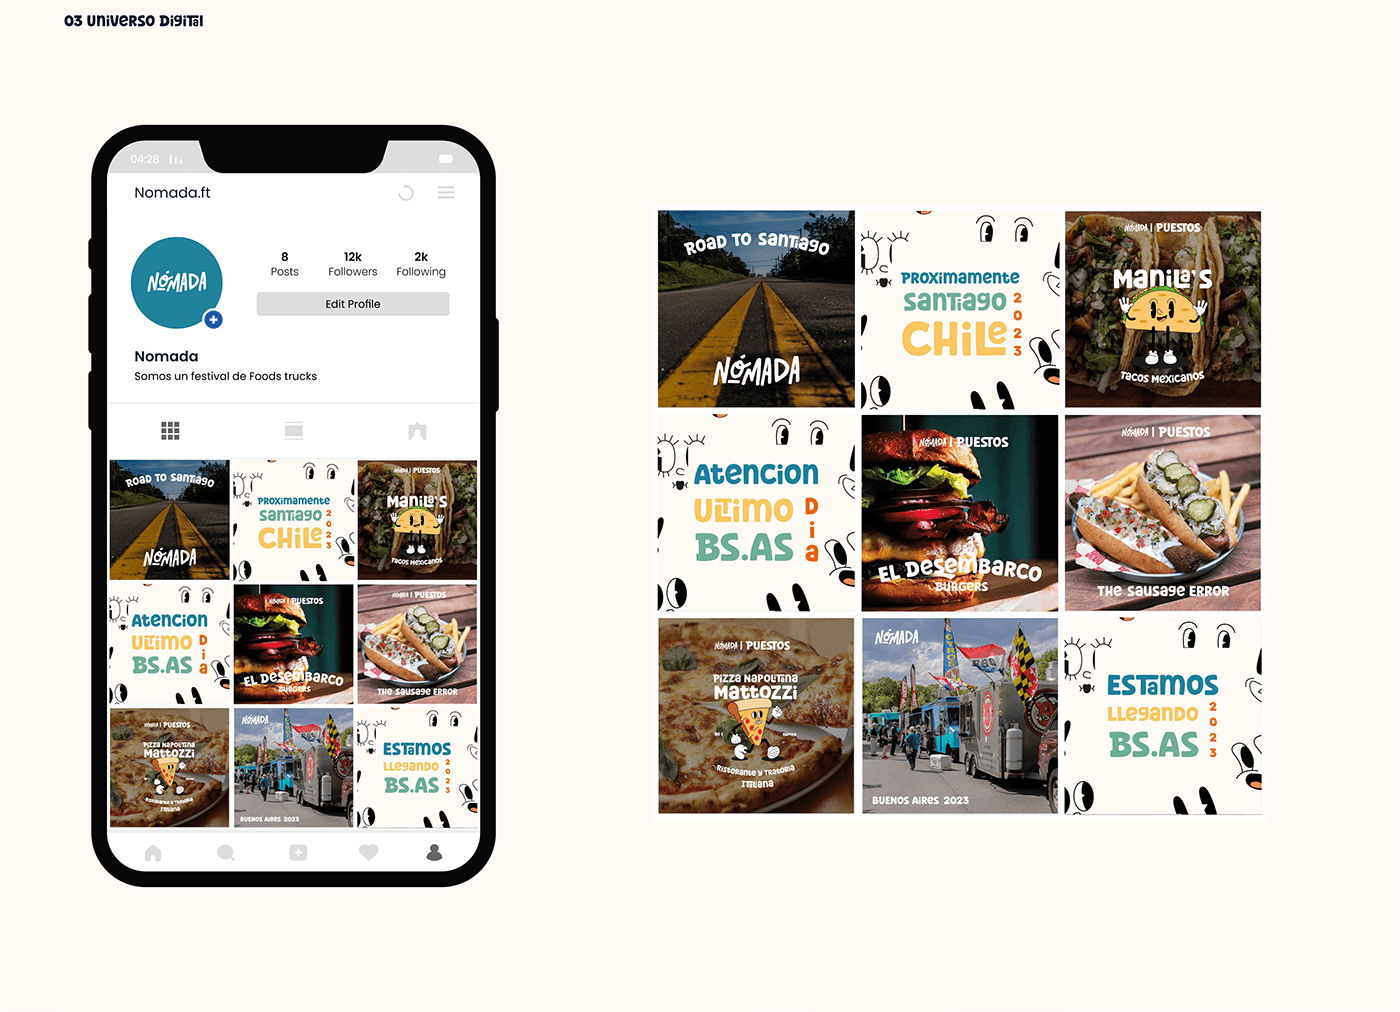 03 Universo Digital
04:28
Nomada.ft
NÓMADA
8
Posts
12k
Followers
2k
Following
Edit Profile
Nomada
Somos un festival de Foods trucks
ROAD TO Santiago
NÓMADA
PROXIMAMENTE
Santiago
CHILE
2023
NÓMADA | PUESTOS
Manila's
Tacos Mexicanos
Atencion
Ultimo
BS.AS
Dia
NÓMADA | PUESTOS
EL Desembarco
BURGERS
NÓMADA | PUESTOS
THE Sausage ERROR
NÓMADA | PUESTOS
Pizza Napolitina
Mattozzi
Ristorante y Tratoria
Italiana
NÓMADA
BUENOS AIRES 2023
ESTamos
Llegando
BS.AS
2023
ROAD TO Santiago
NÓMADA
PROXIMAMENTE
Santiago
CHILE
2023
NÓMADA | PUESTOS
Manila's
Tacos Mexicanos
Atencion
Ultimo
BS.AS
Dia
NÓMADA | PUESTOS
EL Desembarco
BURGERS
NÓMADA | PUESTOS
THE Sausage ERROR
NÓMADA | PUESTOS
Pizza Napolitina
Mattozzi
Ristorante y Tratoria
Italiana
NÓMADA
BUENOS AIRES 2023
ESTamos
Llegando
BS.AS
2023